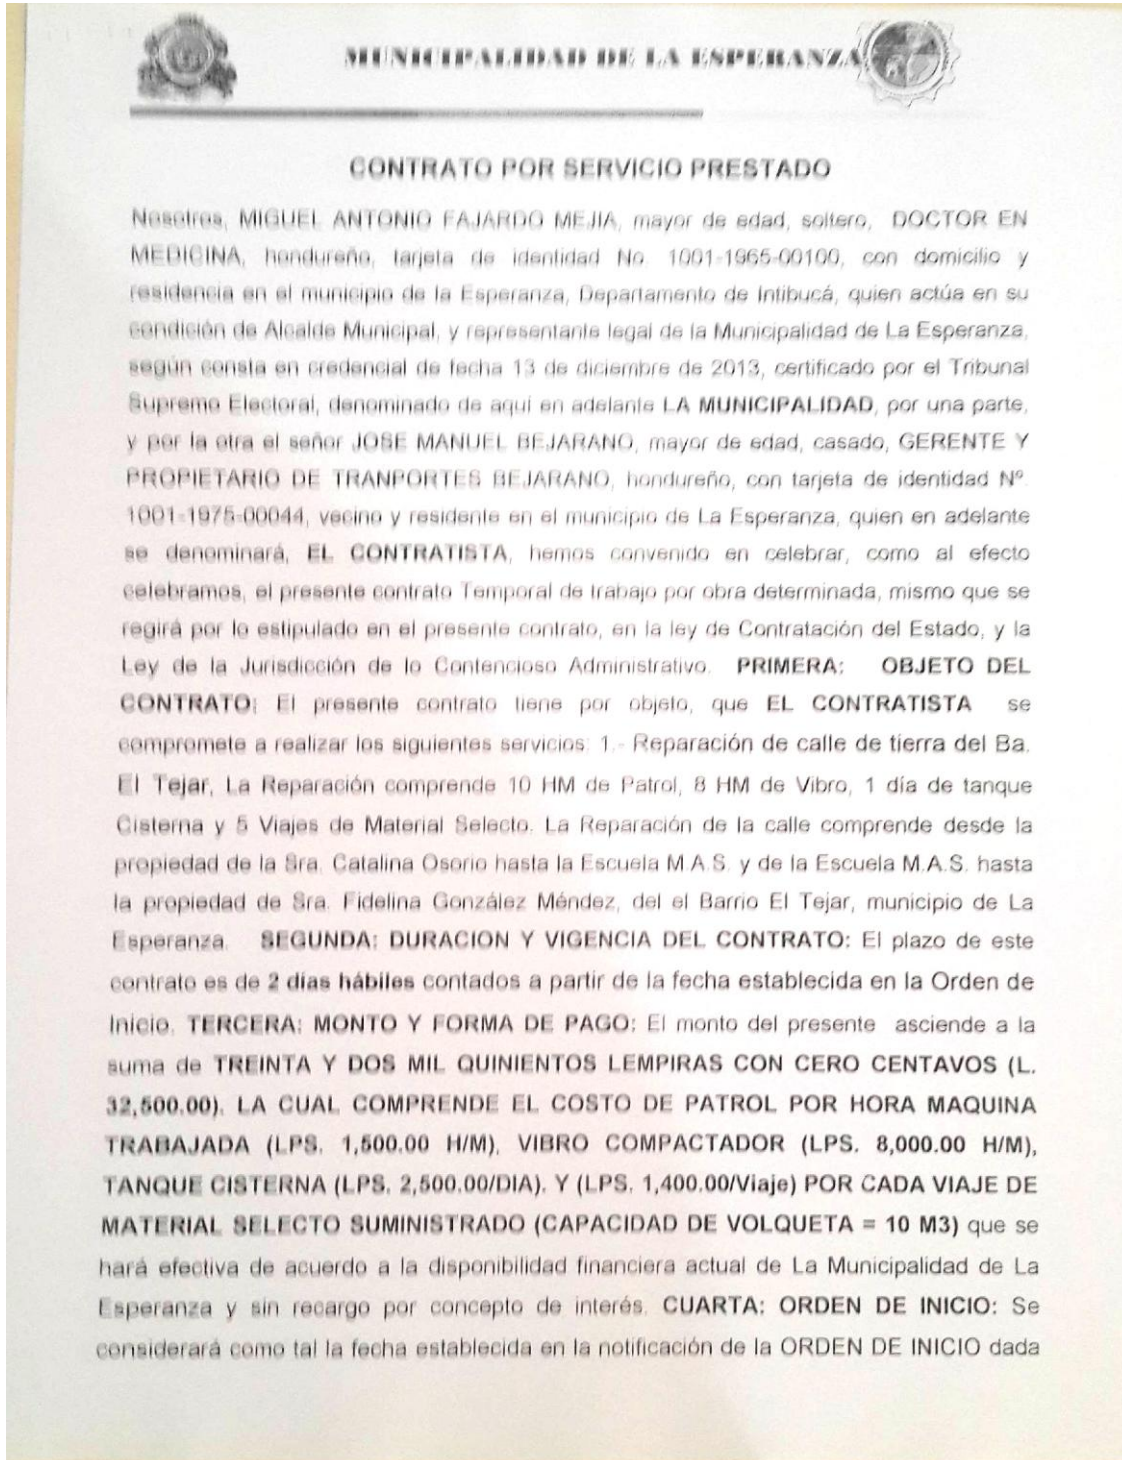 MUNICIPALIDAD DE LA ESPERANZA
CONTRATO POR SERVICIO PRESTADO
Nosotros, MIGUEL ANTONIO FAJARDO MEJIA, mayor de edad, soltero, DOCTOR EN
MEDICINA, hondureño, tarjeta de identidad No. 1001-1965-00100, con domicilio y
residencia en el municipio de la Esperanza, Departamento de Intibucá, quien actúa en su
condición de Alcalde Municipal, y representante legal de la Municipalidad de La Esperanza,
según consta en credencial de fecha 13 de diciembre de 2013, certificado por el Tribunal
Supremo Electoral, denominado de aquí en adelante LA MUNICIPALIDAD, por una parte,
y por la otra el señor JOSE MANUEL BEJARANO, mayor de edad, casado, GERENTE Y
PROPIETARIO DE TRANPORTES BEJARANO, hondureño, con tarjeta de identidad Nº.
1001-1975-00044, vecino y residente en el municipio de La Esperanza, quien en adelante
se denominará, EL CONTRATISTA, hemos convenido en celebrar, como al efecto
celebramos, el presente contrato Temporal de trabajo por obra determinada, mismo que se
regirá por lo estipulado en el presente contrato, en la ley de Contratación del Estado, y la
Ley de la Jurisdicción de lo Contencioso Administrativo. PRIMERA: OBJETO DEL
CONTRATO: El presente contrato tiene por objeto, que EL CONTRATISTA se
compromete a realizar los siguientes servicios: 1.- Reparación de calle de tierra del Ba.
El Tejar, La Reparación comprende 10 HM de Patrol, 8 HM de Vibro, 1 día de tanque
Cisterna y 5 Viajes de Material Selecto. La Reparación de la calle comprende desde la
propiedad de la Sra. Catalina Osorio hasta la Escuela M.A.S. y de la Escuela M.A.S. hasta
la propiedad de Sra. Fidelina González Méndez, del el Barrio El Tejar, municipio de La
Esperanza. SEGUNDA: DURACION Y VIGENCIA DEL CONTRATO: El plazo de este
contrato es de 2 días hábiles contados a partir de la fecha establecida en la Orden de
Inicio. TERCERA: MONTO Y FORMA DE PAGO: El monto del presente asciende a la
suma de TREINTA Y DOS MIL QUINIENTOS LEMPIRAS CON CERO CENTAVOS (L.
32,500.00). LA CUAL COMPRENDE EL COSTO DE PATROL POR HORA MAQUINA
TRABAJADA (LPS. 1,500.00 H/M), VIBRO COMPACTADOR (LPS. 8,000.00 H/M),
TANQUE CISTERNA (LPS. 2,500.00/DIA). Y (LPS. 1,400.00/Viaje) POR CADA VIAJE DE
MATERIAL SELECTO SUMINISTRADO (CAPACIDAD DE VOLQUETA = 10 M3) que se
hará efectiva de acuerdo a la disponibilidad financiera actual de La Municipalidad de La
Esperanza y sin recargo por concepto de interés. CUARTA: ORDEN DE INICIO: Se
considerará como tal la fecha establecida en la notificación de la ORDEN DE INICIO dada